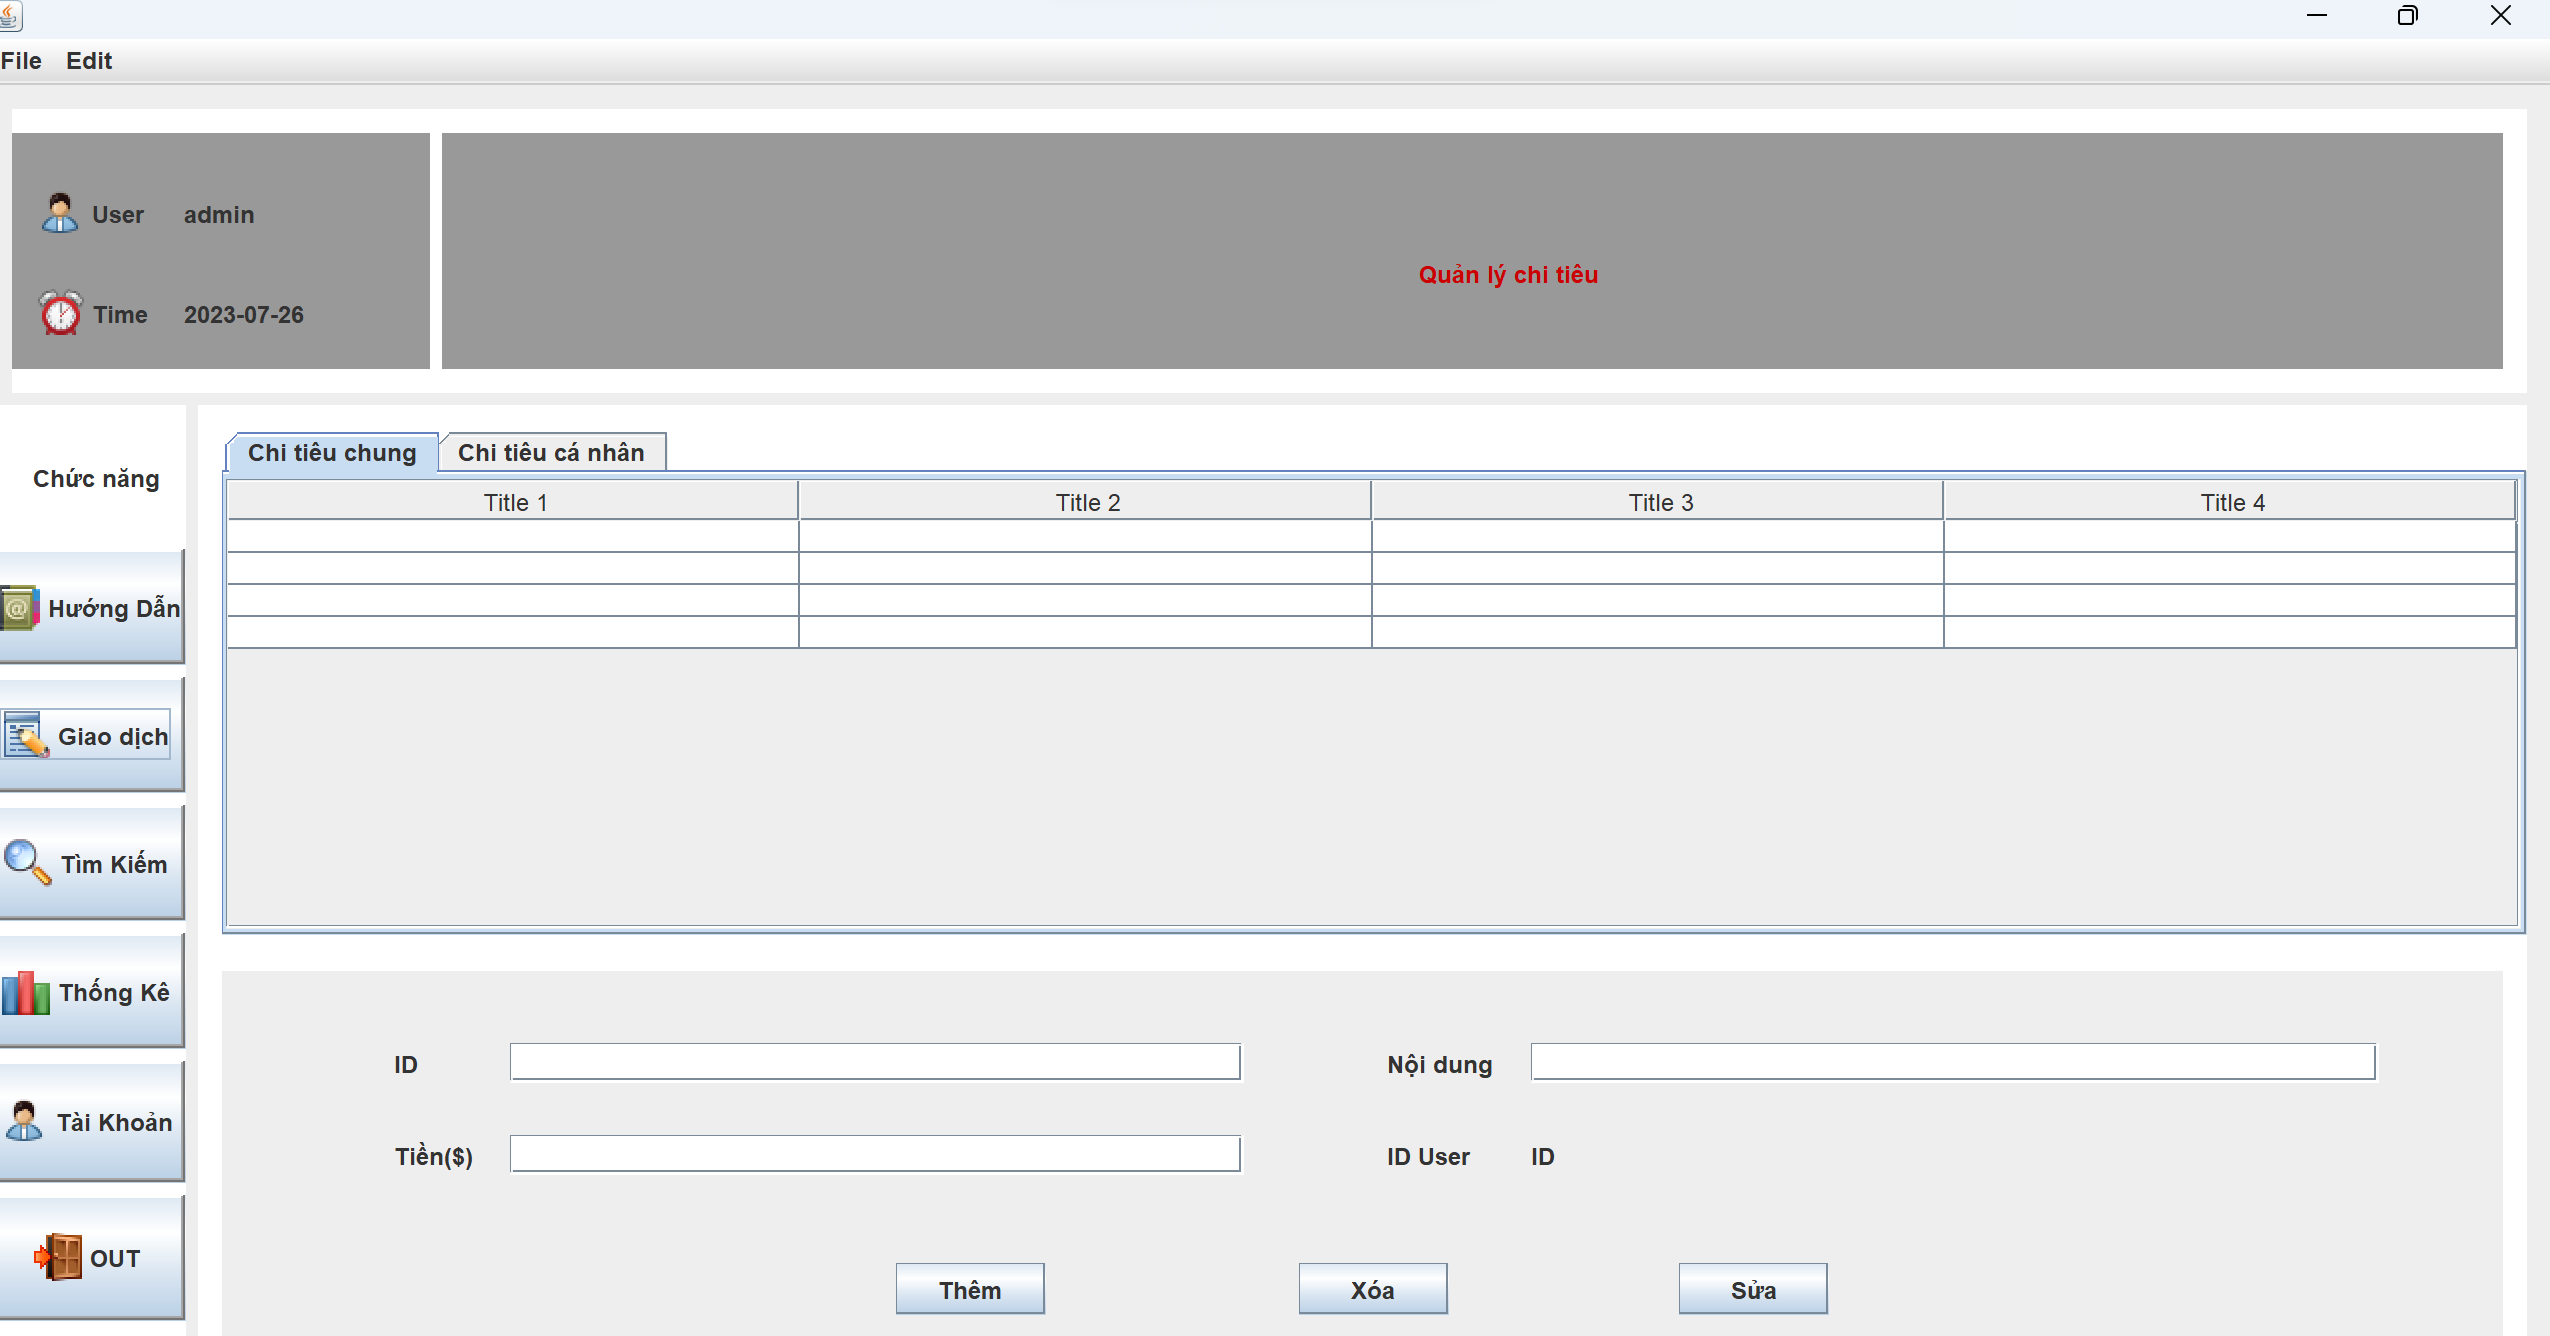 File Edit
User admin
Time 2023-07-26
Quản lý chi tiêu
Chức năng
Hướng Dẫn
Giao dịch
Tìm Kiếm
Thống Kê
Tài Khoản
OUT
Chi tiêu chung Chi tiêu cá nhân
Title 1 Title 2 Title 3 Title 4
ID Nội dung
Tiền($) ID User ID
Thêm Xóa Sửa